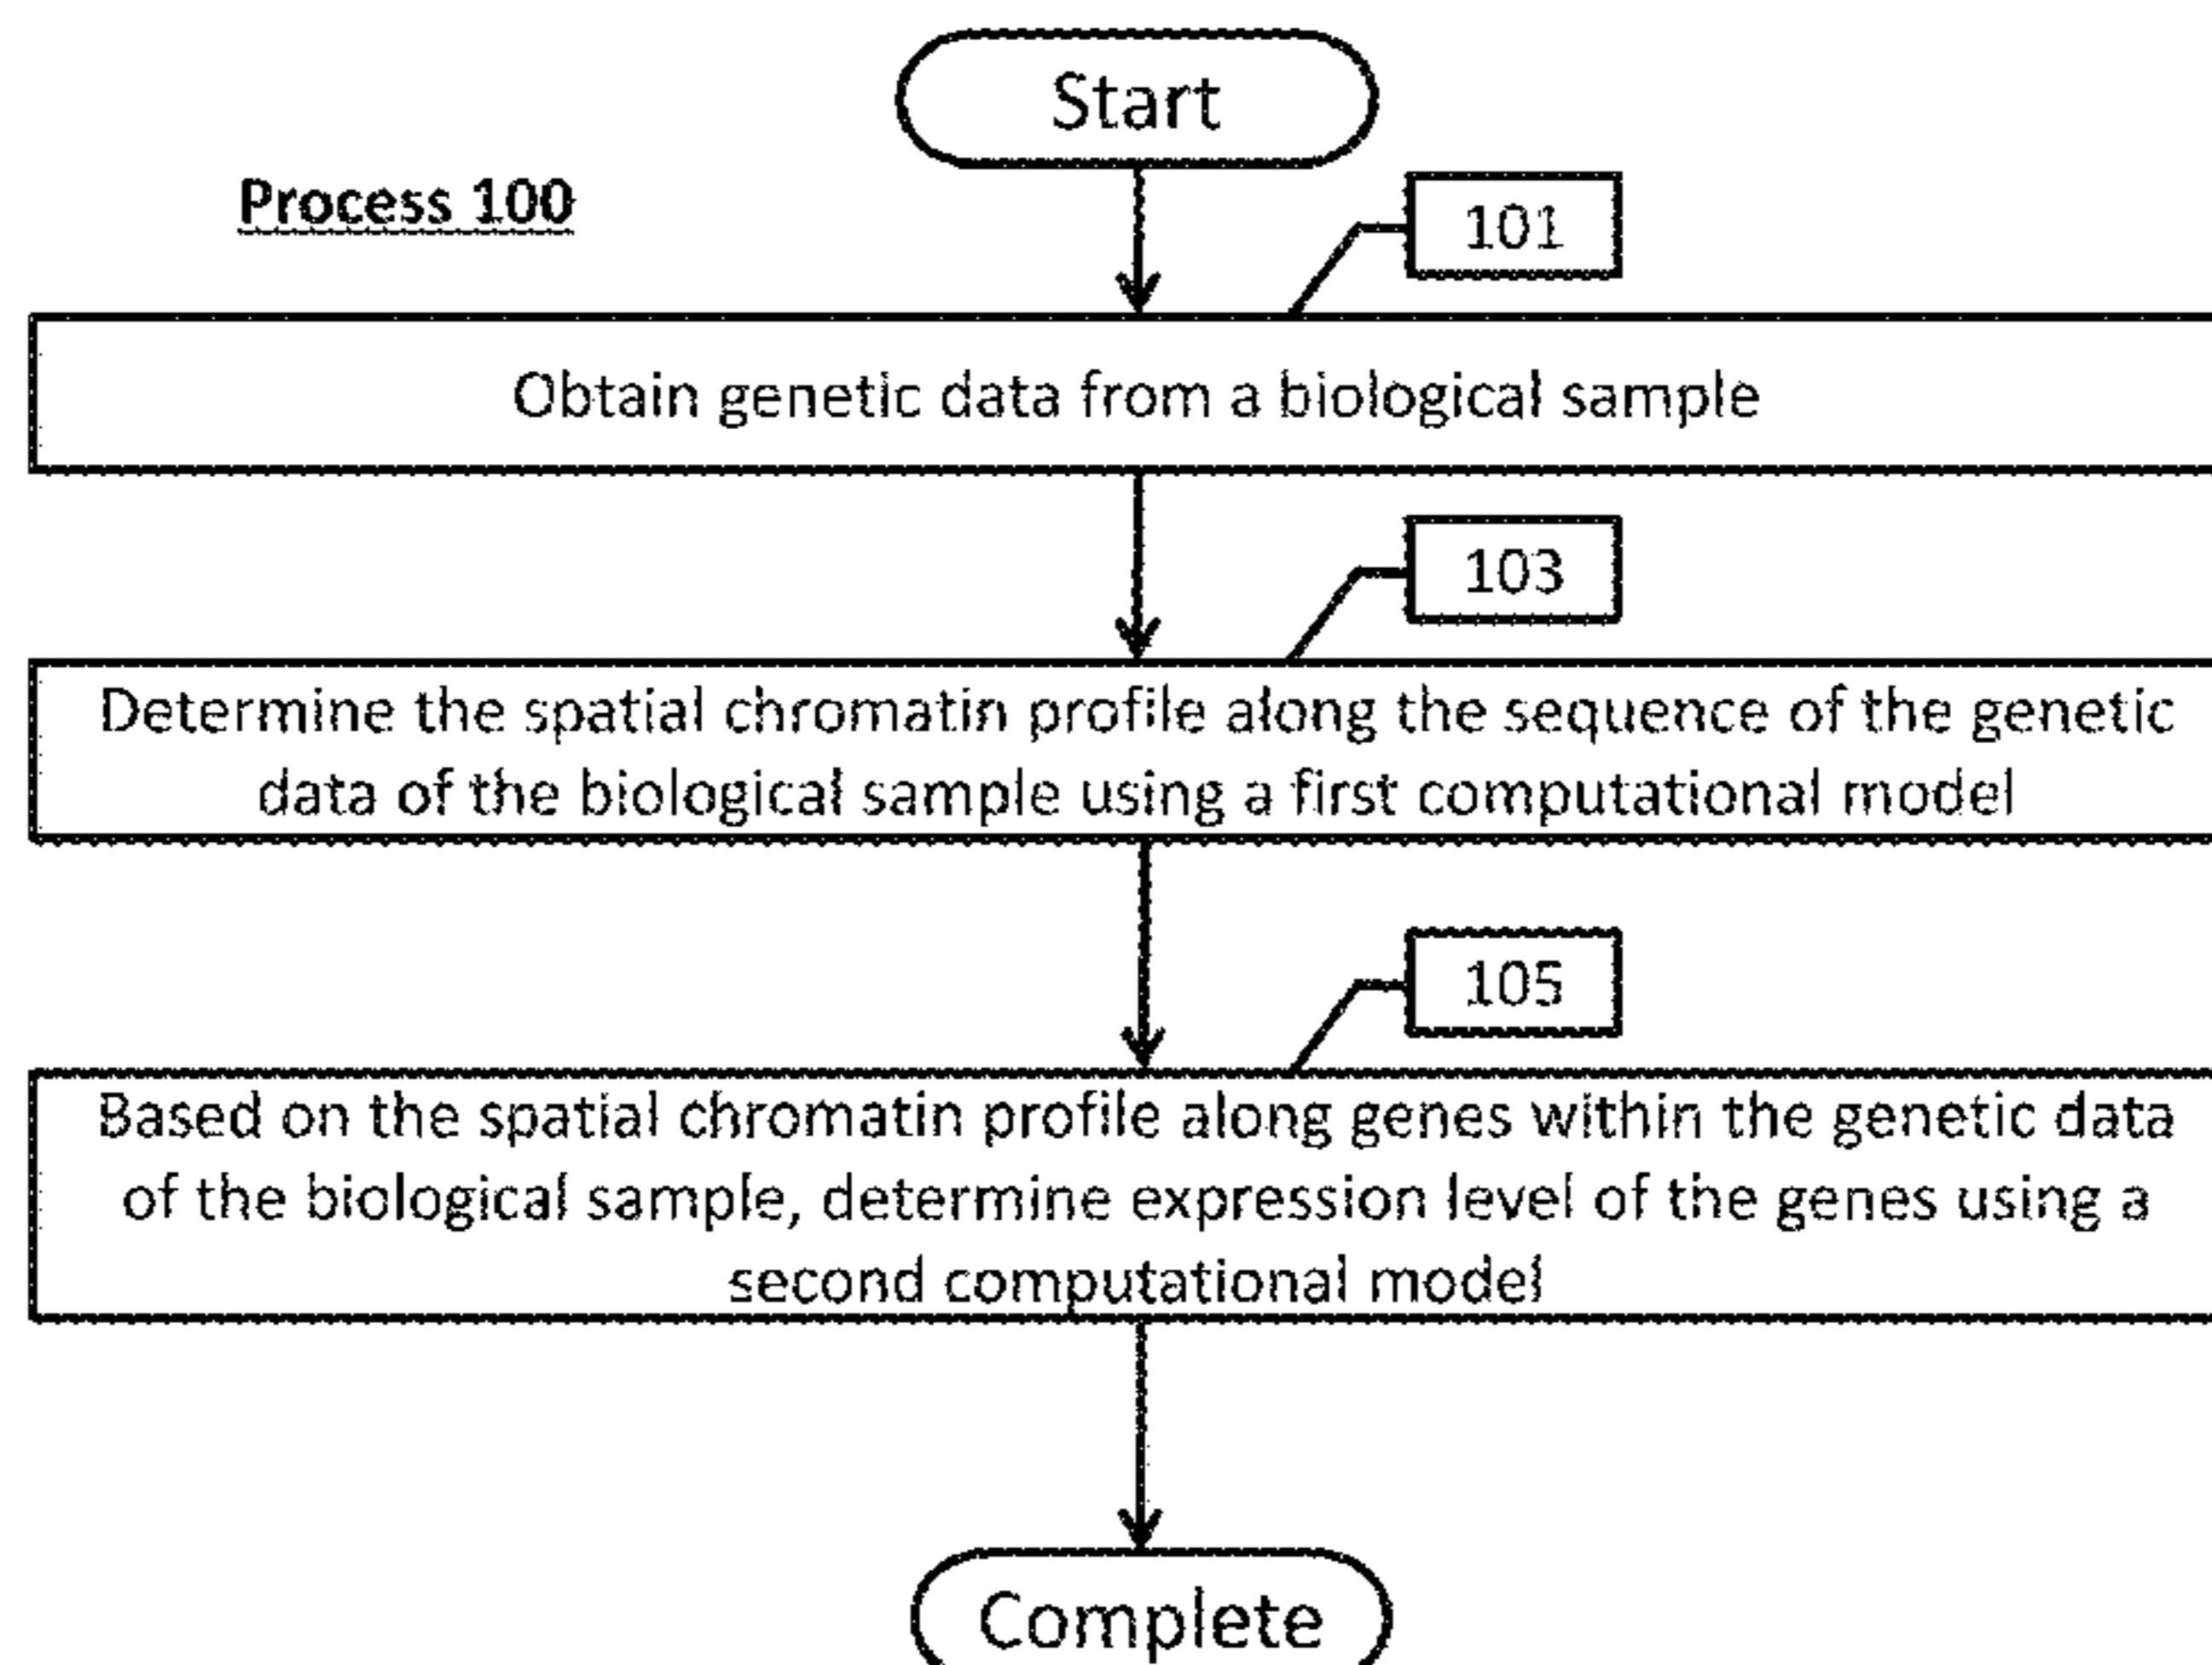 Start
Process 100
101
Obtain genetic data from a biological sample
103
Determine the spatial chromatin profile along the sequence of the genetic
data of the biological sample using a first computational model
105
Based on the spatial chromatin profile along genes within the genetic data
of the biological sample, determine expression level of the genes using a
second computational model
Complete